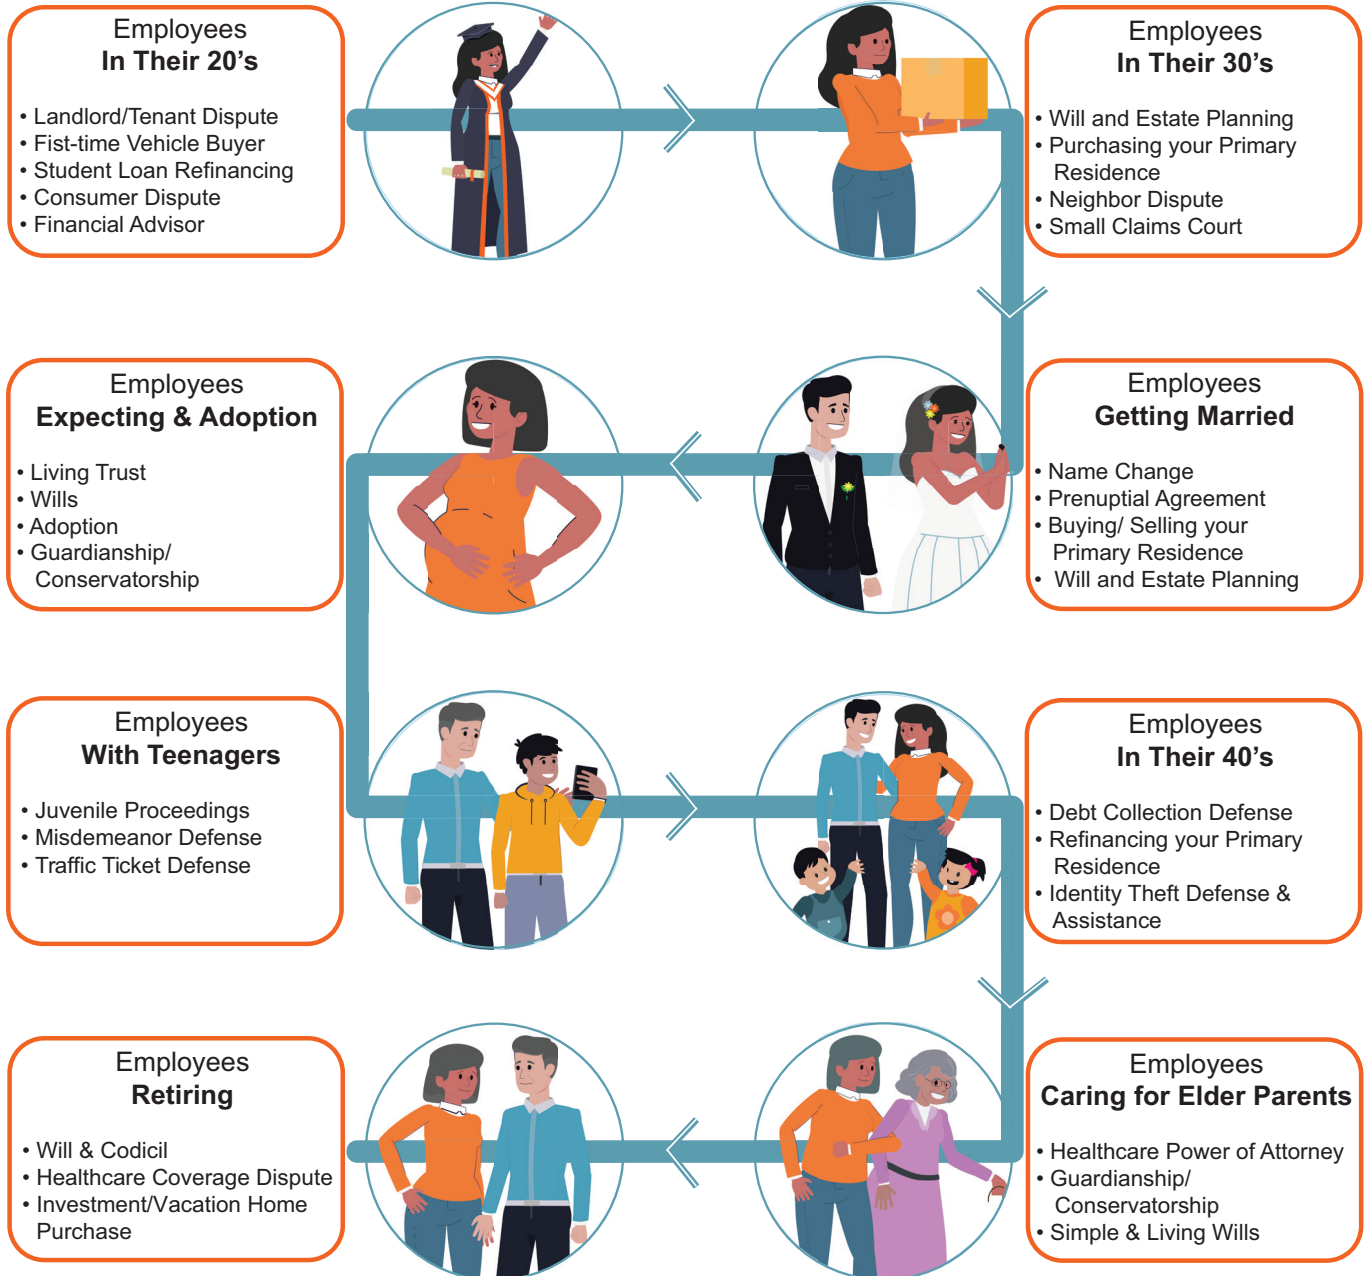 Employees
In Their 20's
• Landlord/Tenant Dispute
• Fist-time Vehicle Buyer
• Student Loan Refinancing
• Consumer Dispute
• Financial Advisor
Employees
In Their 30's
• Will and Estate Planning
• Purchasing your Primary
Residence
• Neighbor Dispute
• Small Claims Court
Employees
Getting Married
• Name Change
• Prenuptial Agreement
• Buying/ Selling your
Primary Residence
• Will and Estate Planning
Employees
Expecting & Adoption
• Living Trust
• Wills
• Adoption
• Guardianship/
Conservatorship
Employees
With Teenagers
• Juvenile Proceedings
• Misdemeanor Defense
• Traffic Ticket Defense
Employees
In Their 40's
• Debt Collection Defense
• Refinancing your Primary
Residence
• Identity Theft Defense &
Assistance
Employees
Caring for Elder Parents
• Healthcare Power of Attorney
• Guardianship/
Conservatorship
• Simple & Living Wills
Employees
Retiring
• Will & Codicil
• Healthcare Coverage Dispute
• Investment/Vacation Home
Purchase